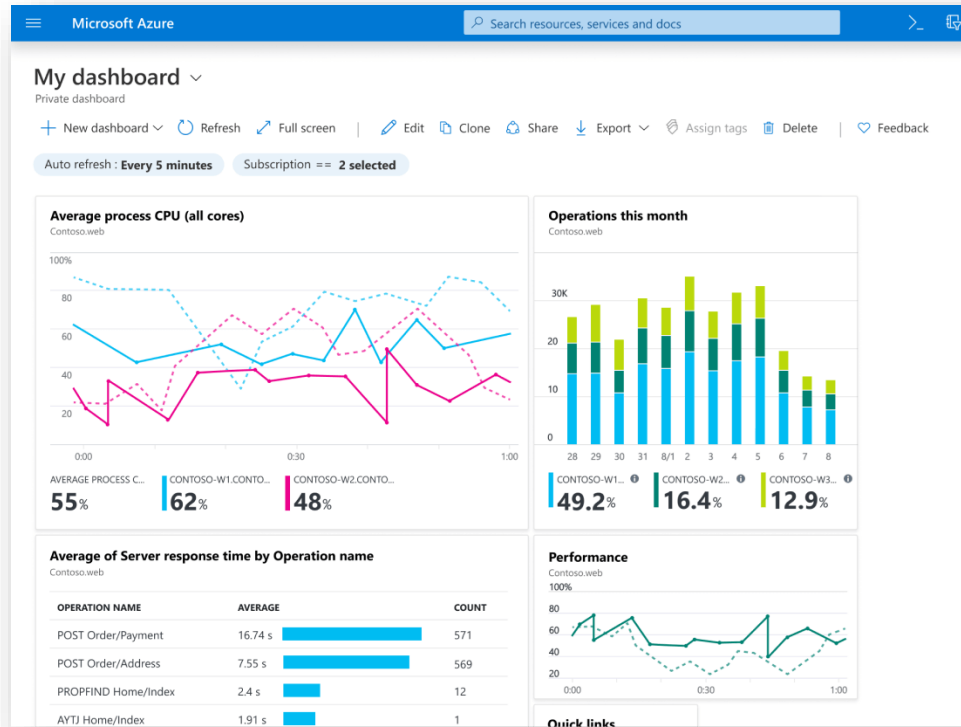 Microsoft Azure
Search resources, services and docs
My dashboard
Private dashboard
New dashboard Refresh Full screen | Edit Clone Share Export Assign tags Delete | Feedback
Auto refresh : Every 5 minutes Subscription == 2 selected
Average process CPU (all cores)
Contoso.web
100%
80
60
40
20
0:00 0:30 1:00
AVERAGE PROCESS C... CONTOSO-W1.CONTO... CONTOSO-W2.CONTO...
55% 62% 48%
Operations this month
Contoso.web
30K
20
10
0
28 29 30 31 8/1 2 3 4 5 6 7 8
CONTOSO-W1... CONTOSO-W2... CONTOSO-W3...
49.2% 16.4% 12.9%
Average of Server response time by Operation name
Contoso.web
OPERATION NAME AVERAGE COUNT
POST Order/Payment 16.74 s 571
POST Order/Address 7.55 s 569
PROPFIND Home/Index 2.4 s 12
AYTJ Home/Index 1.91 s 1
Performance
Contoso.web
100%
80
60
40
20
0:00 0:30 1:00
Quick links